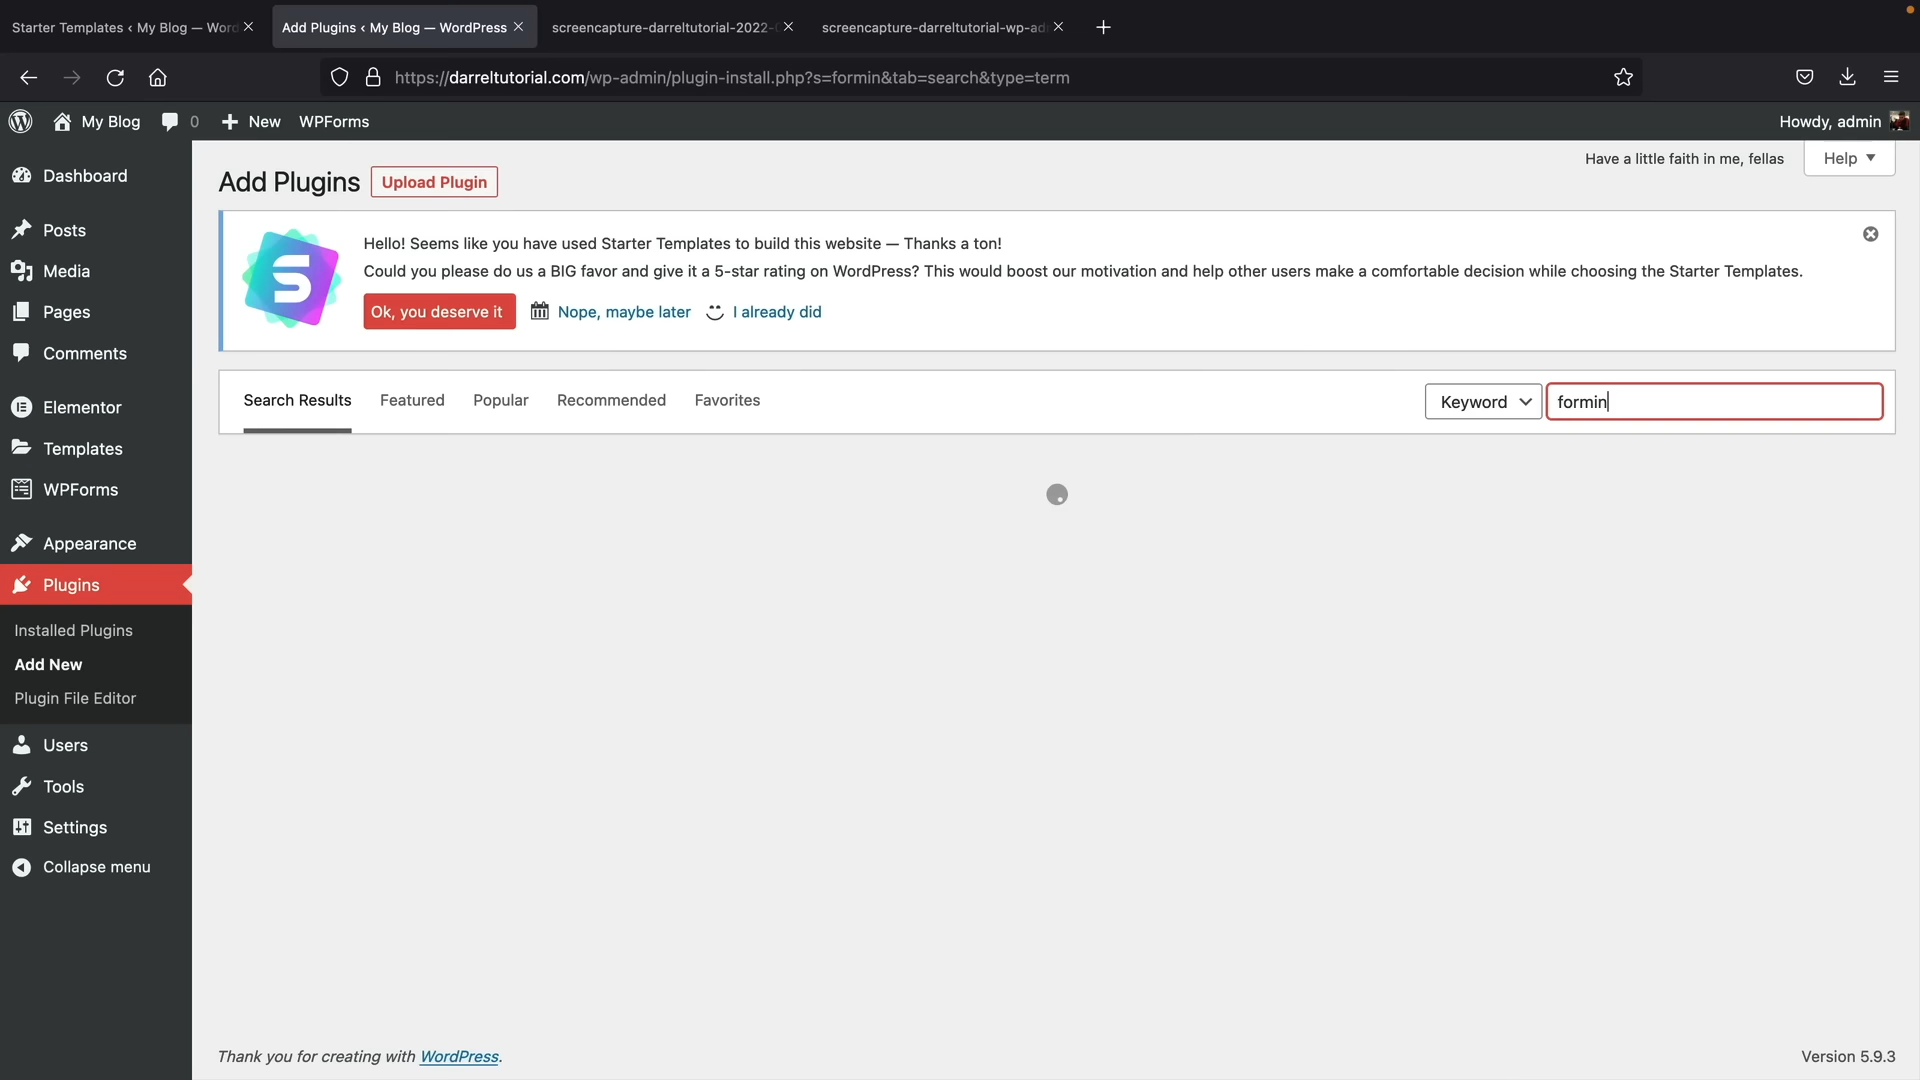 Starter Templates ‹ My Blog — Word
Add Plugins ‹ My Blog — WordPress
screencapture-darreltutorial-2022-
screencapture-darreltutorial-wp-ad
https://darreltutorial.com/wp-admin/plugin-install.php?s=formin&tab=search&type=term
My Blog
0
New
WPForms
Howdy, admin
Dashboard
Posts
Media
Pages
Comments
Elementor
Templates
WPForms
Appearance
Plugins
Installed Plugins
Add New
Plugin File Editor
Users
Tools
Settings
Collapse menu
Have a little faith in me, fellas
Help
Add Plugins
Upload Plugin
S
Hello! Seems like you have used Starter Templates to build this website — Thanks a ton!
Could you please do us a BIG favor and give it a 5-star rating on WordPress? This would boost our motivation and help other users make a comfortable decision while choosing the Starter Templates.
Ok, you deserve it
Nope, maybe later
I already did
Search Results
Featured
Popular
Recommended
Favorites
Keyword
formin
Thank you for creating with WordPress.
Version 5.9.3